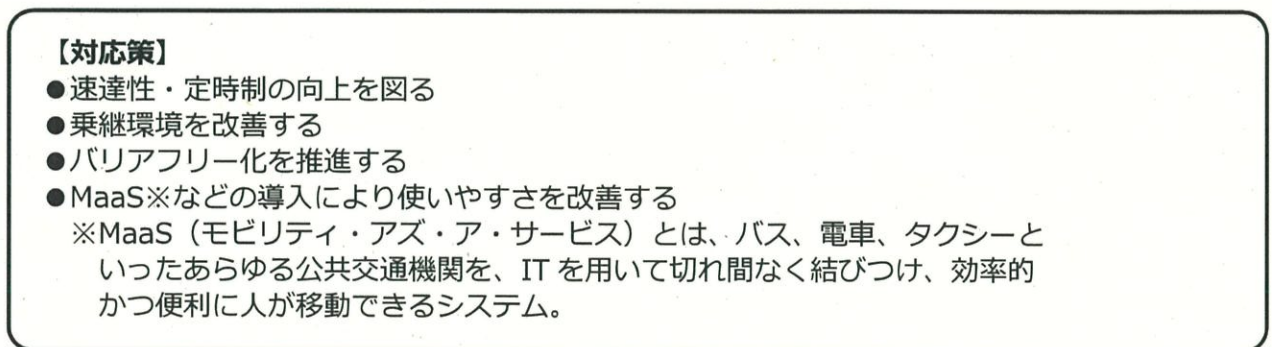 【対応策】
●速達性・定時制の向上を図る
●乗継環境を改善する
●バリアフリー化を推進する
●MaaS※などの導入により使いやすさを改善する
※MaaS（モビリティ・アズ・ア・サービス）とは、バス、電車、タクシーと
いったあらゆる公共交通機関を、ITを用いて切れ間なく結びつけ、効率的
かつ便利に人が移動できるシステム。